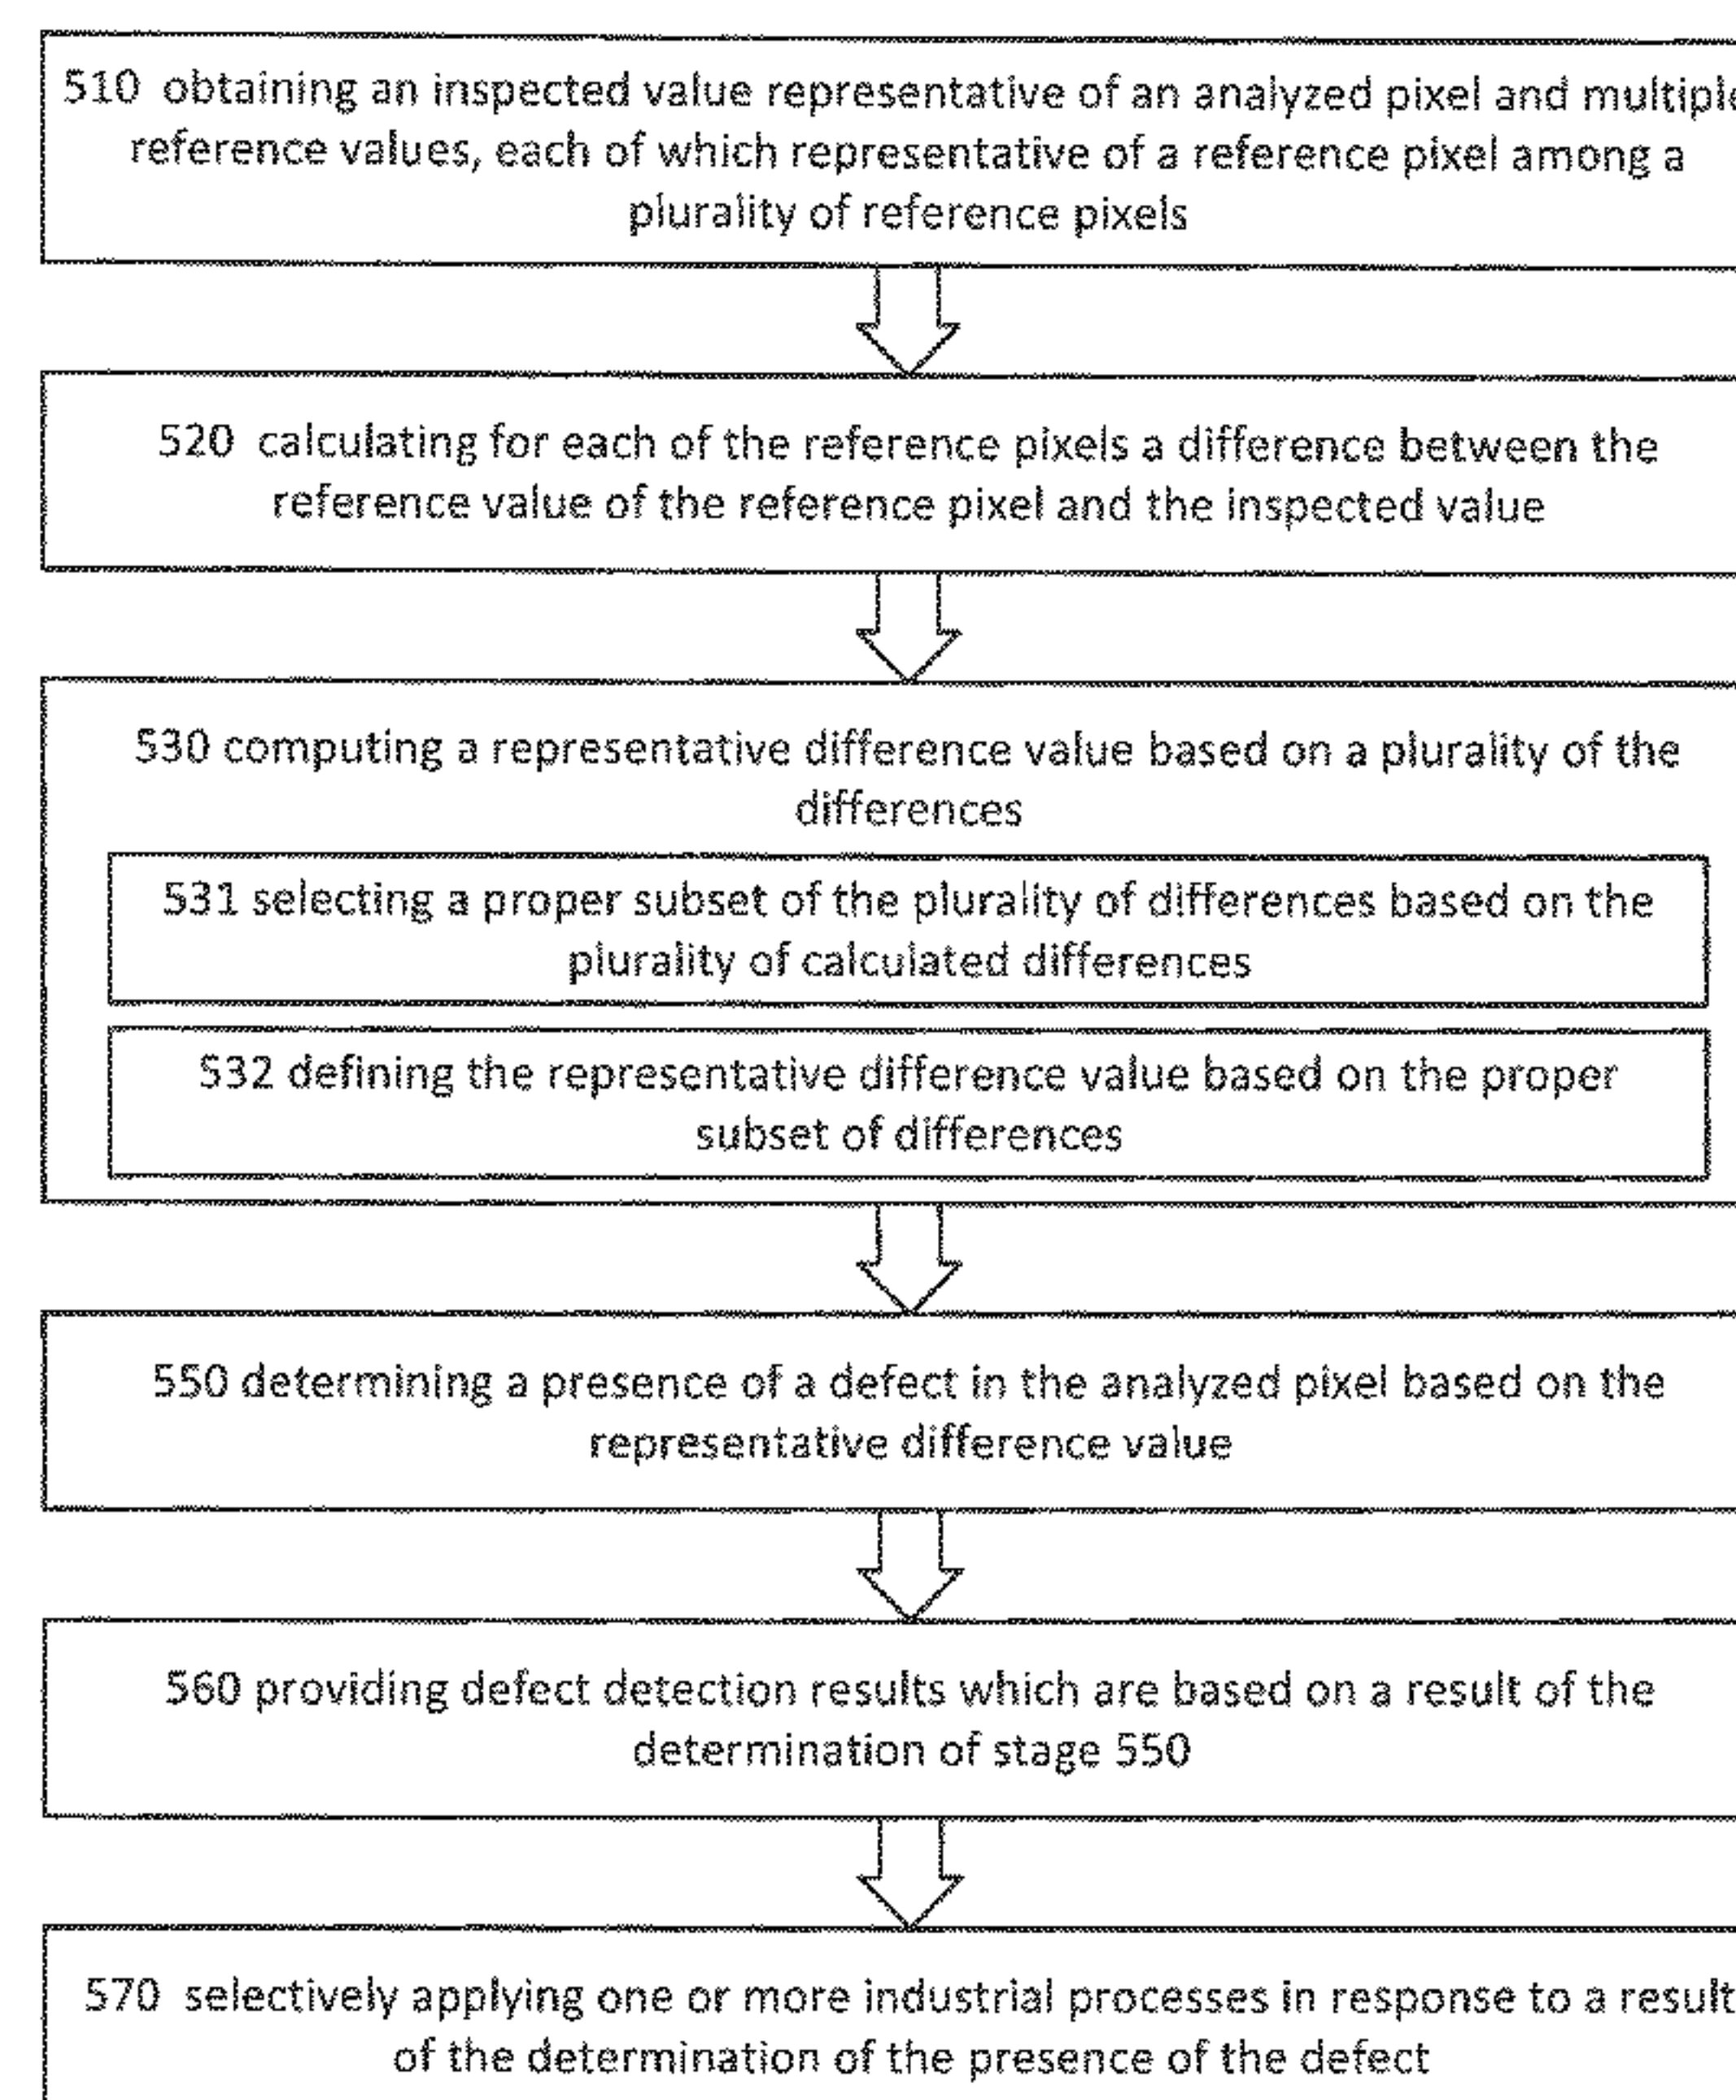 510 obtaining an inspected value representative of an analyzed pixel and multiple
reference values, each of which representative of a reference pixel among a
plurality of reference pixels
520 calculating for each of the reference pixels a difference between the
reference value of the reference pixel and the inspected value
530 computing a representative difference value based on a plurality of the
differences
531 selecting a proper subset of the plurality of differences based on the
plurality of calculated differences
532 defining the representative difference value based on the proper
subset of differences
550 determining a presence of a defect in the analyzed pixel based on the
representative difference value
560 providing defect detection results which are based on a result of the
determination of stage 550
570 selectively applying one or more industrial processes in response to a result
of the determination of the presence of the defect